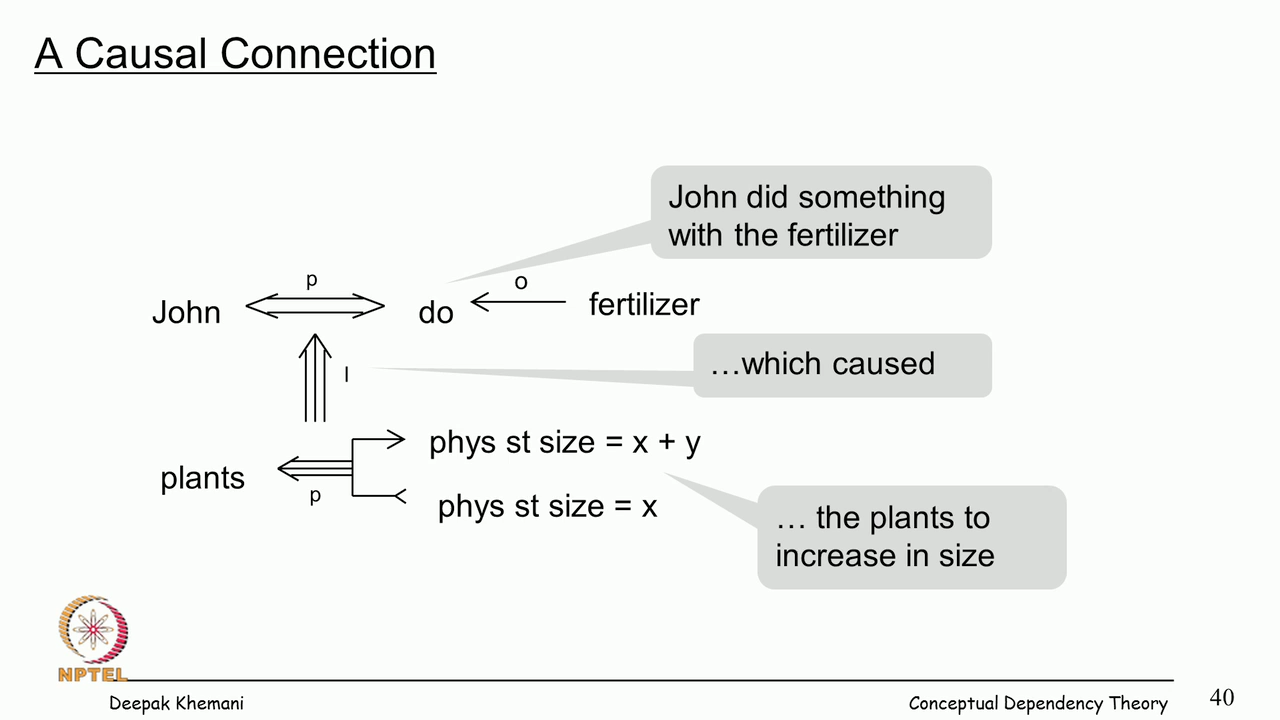 A Causal Connection
John did something
with the fertilizer
p
o
John
do
fertilizer
l
…which caused
phys st size = x + y
plants
p
phys st size = x
… the plants to
increase in size
NPTEL
Deepak Khemani
Conceptual Dependency Theory
40